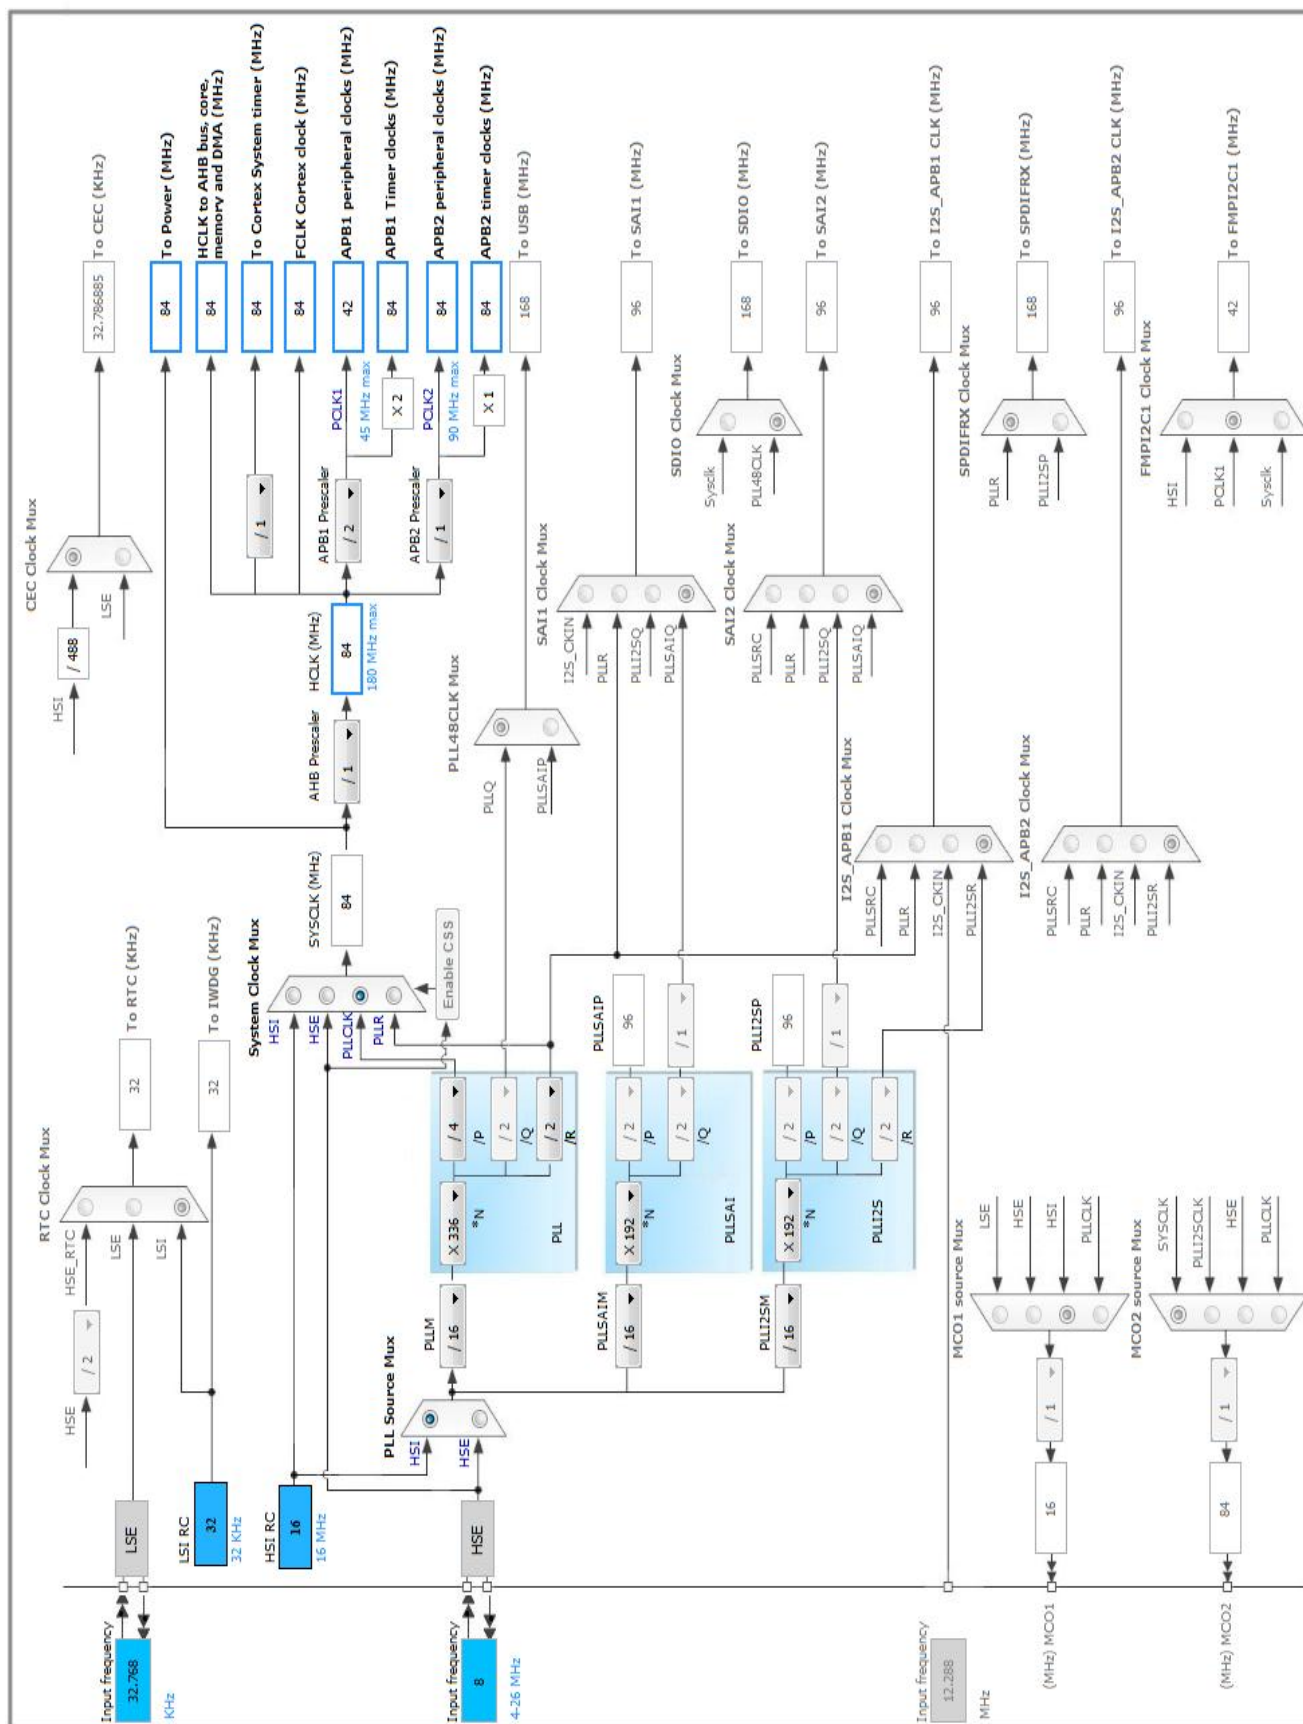 Input frequency
32.768
KHz
LSE
LSI RC
32
32 KHz
HSI RC
16
16 MHz
Input frequency
8
4-26 MHz
HSE
HSE
/ 2
HSE_RTC
LSE
LSI
RTC Clock Mux
32
To RTC (KHz)
32
To IWDG (KHz)
HSI
/ 488
LSE
CEC Clock Mux
32.786885
To CEC (KHz)
System Clock Mux
HSI
HSE
PLLCLK
PLLR
Enable CSS
SYSCLK (MHz)
84
AHB Prescaler
/ 1
HCLK (MHz)
84
180 MHz max
/ 1
APB1 Prescaler
/ 2
APB2 Prescaler
/ 1
PCLK1
45 MHz max
X 2
PCLK2
90 MHz max
X 1
84
To Power (MHz)
84
HCLK to AHB bus, core,
memory and DMA (MHz)
84
To Cortex System timer (MHz)
84
FCLK Cortex clock (MHz)
42
APB1 peripheral clocks (MHz)
84
APB1 Timer clocks (MHz)
84
APB2 peripheral clocks (MHz)
84
APB2 timer clocks (MHz)
168
To USB (MHz)
PLL Source Mux
HSI
HSE
PLLM
/ 16
X 336
*N
PLL
/ 4
/P
/ 2
/Q
/ 2
/R
PLLQ
PLLSAIP
PLL48CLK Mux
PLLSAIM
/ 16
X 192
*N
PLLSAI
/ 2
/P
/ 2
/Q
PLLSAIP
96
/ 1
PLLI2SM
/ 16
X 192
*N
PLLI2S
/ 2
/P
/ 2
/Q
/ 2
/R
PLLI2SP
96
/ 1
SAI1 Clock Mux
I2S_CKIN
PLLR
PLLI2SQ
PLLSAIQ
96
To SAI1 (MHz)
SDIO Clock Mux
Sysclk
PLL48CLK
168
To SDIO (MHz)
SAI2 Clock Mux
PLLSRC
PLLR
PLLI2SQ
PLLSAIQ
96
To SAI2 (MHz)
I2S_APB1 Clock Mux
PLLSRC
PLLR
I2S_CKIN
PLLI2SR
96
To I2S_APB1 CLK (MHz)
SPDIFRX Clock Mux
PLLR
PLLI2SP
168
To SPDIFRX (MHz)
I2S_APB2 Clock Mux
PLLSRC
PLLR
I2S_CKIN
PLLI2SR
96
To I2S_APB2 CLK (MHz)
FMPI2C1 Clock Mux
HSI
PCLK1
Sysclk
42
To FMPI2C1 (MHz)
Input frequency
12.288
MHz
MCO1 source Mux
LSE
HSE
HSI
PLLCLK
/ 1
16
(MHz) MCO1
MCO2 source Mux
SYSCLK
PLLI2SCLK
HSE
PLLCLK
/ 1
84
(MHz) MCO2